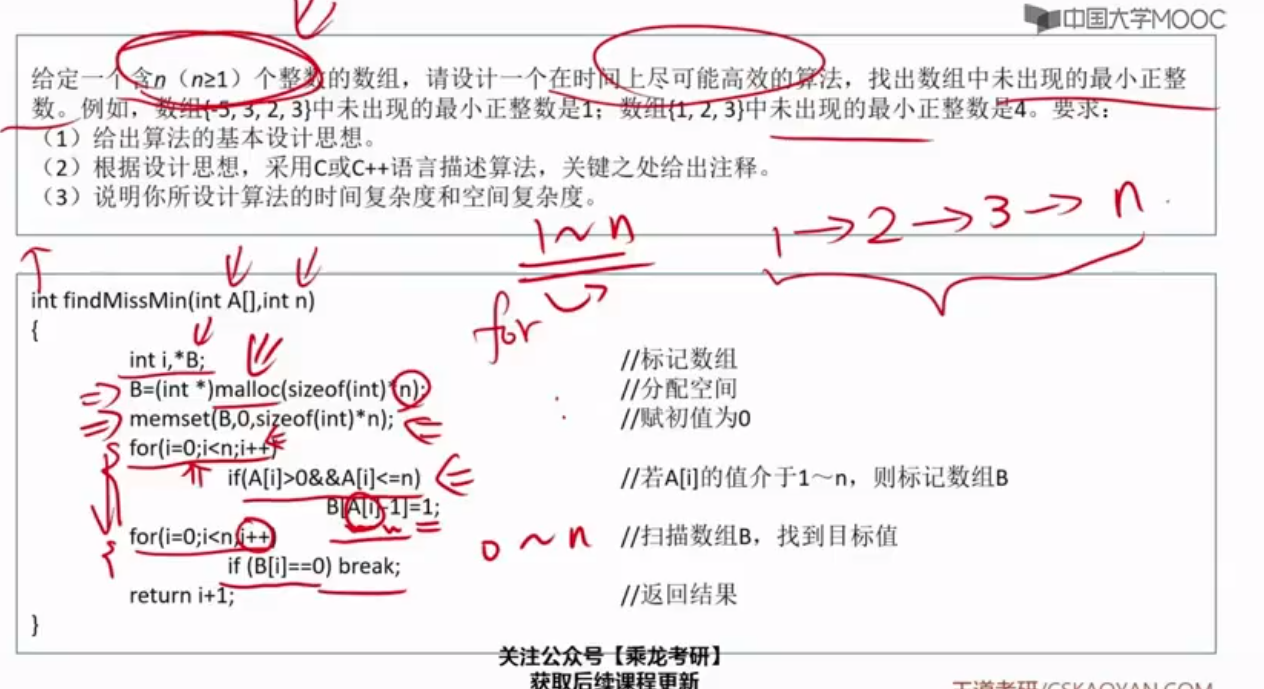 中国大学MOOC
给定一个含n（n≥1）个整数的数组，请设计一个在时间上尽可能高效的算法，找出数组中未出现的最小正整
数。例如，数组{-5, 3, 2, 3}中未出现的最小正整数是1；数组{1, 2, 3}中未出现的最小正整数是4。要求：
（1）给出算法的基本设计思想。
（2）根据设计思想，采用C或C++语言描述算法，关键之处给出注释。
（3）说明你所设计算法的时间复杂度和空间复杂度。
1～n
1→2→3→n
int findMissMin(int A[],int n)
{
for
int i,*B; //标记数组
B=(int *)malloc(sizeof(int)*n); //分配空间
memset(B,0,sizeof(int)*n); //赋初值为0
for(i=0;i<n;i++)
if(A[i]>0&&A[i]<=n) //若A[i]的值介于1～n，则标记数组B
B[A[i]-1]=1;
n
0～n
for(i=0;i<n;i++) //扫描数组B，找到目标值
if (B[i]==0) break;
return i+1; //返回结果
}
关注公众号【乘龙考研】
获取后续课程更新
王道考研/CSKAOYAN.COM